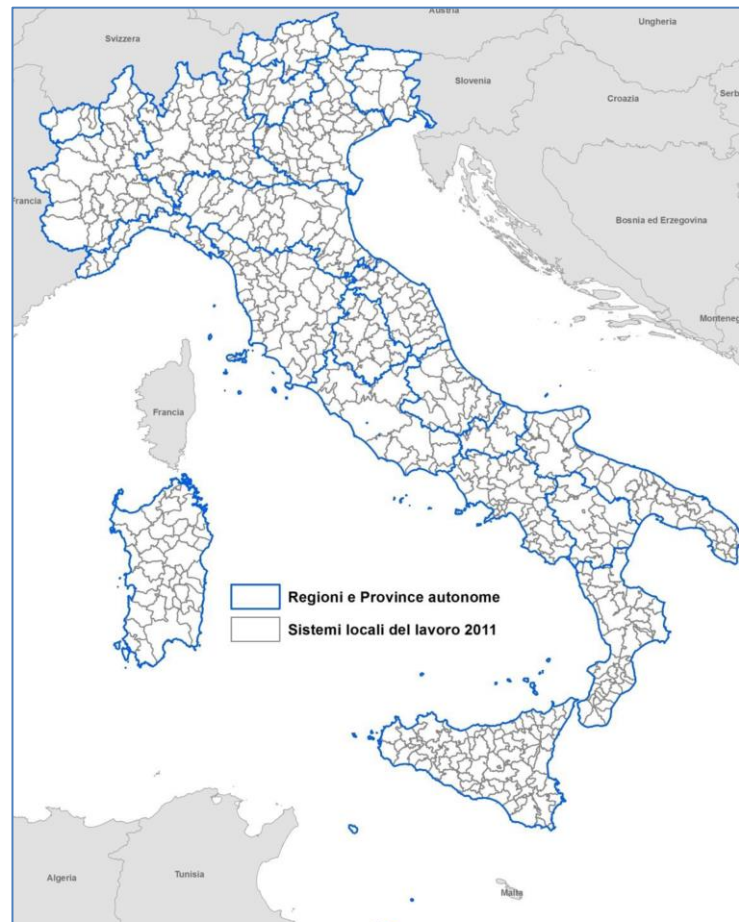 Austria
Ungheria
Svizzera
Slovenia
Croazia
Serb
Francia
Bosnia ed Erzegovina
Monteneg
Francia
Regioni e Province autonome
Sistemi locali del lavoro 2011
Algeria
Tunisia
Malta